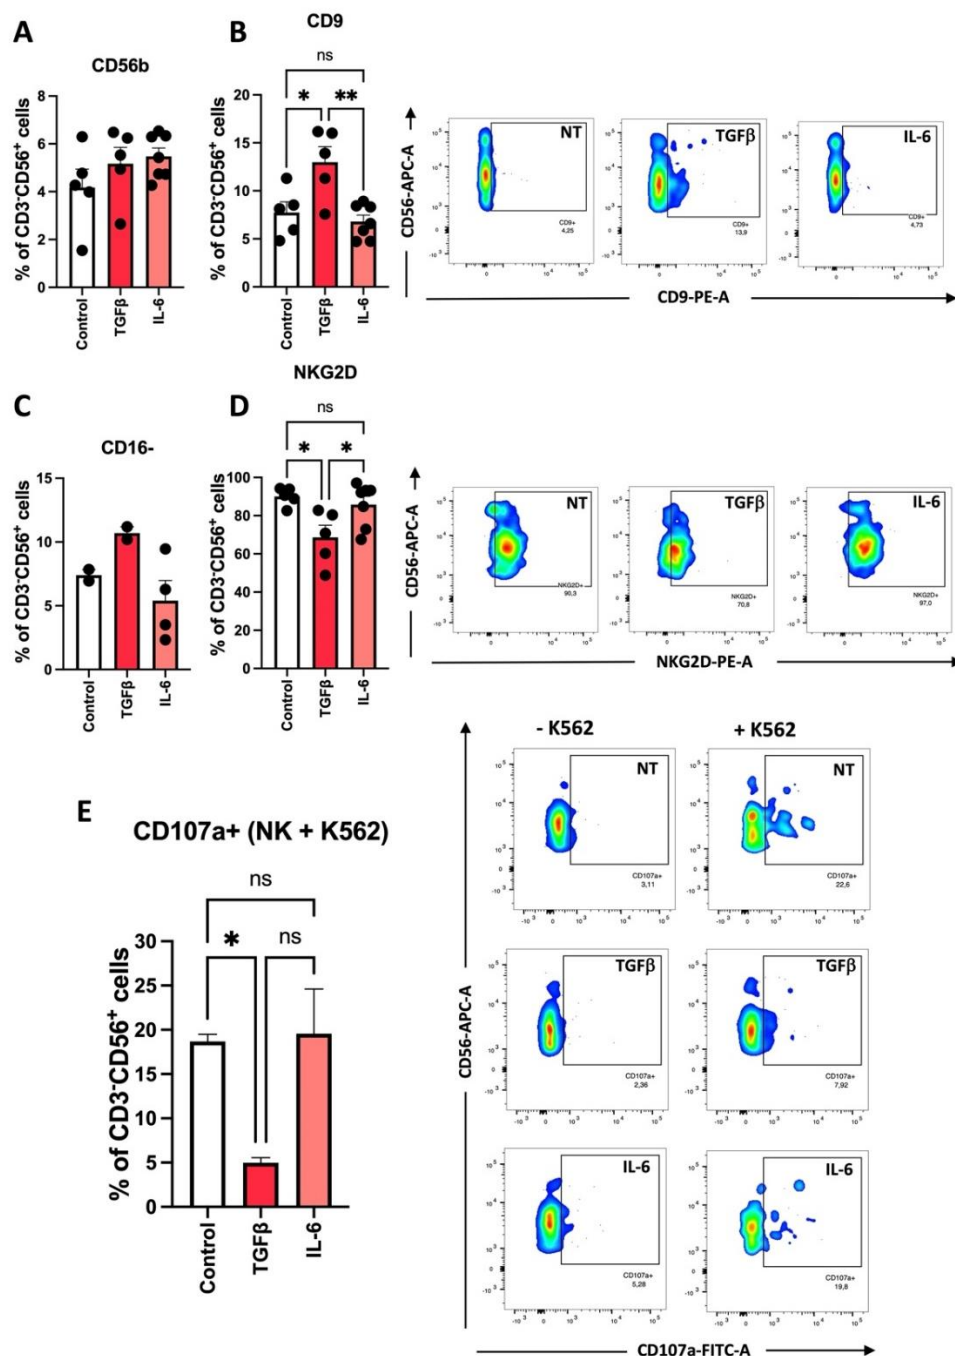 A
CD56b
% of CD3-CD56+ cells
8
6
4
2
0
Control
TGFβ
IL-6
B
CD9
ns
*
**
% of CD3-CD56+ cells
20
15
10
5
0
Control
TGFβ
IL-6
CD56-APC-A
NT
CD9+
4,25
TGFβ
CD9+
13,9
IL-6
CD9+
4,73
CD9-PE-A
C
CD16-
% of CD3-CD56+ cells
15
10
5
0
Control
TGFβ
IL-6
D
NKG2D
ns
*
*
% of CD3-CD56+ cells
100
80
60
40
20
0
Control
TGFβ
IL-6
CD56-APC-A
NT
NKG2D+
90,3
TGFβ
NKG2D+
70,8
IL-6
NKG2D+
97,0
NKG2D-PE-A
E
CD107a+ (NK + K562)
ns
*
ns
% of CD3-CD56+ cells
30
25
20
15
10
5
0
Control
TGFβ
IL-6
- K562
+ K562
CD56-APC-A
NT
CD107a+
3,11
NT
CD107a+
22,6
TGFβ
CD107a+
2,36
TGFβ
CD107a+
7,92
IL-6
CD107a+
5,28
IL-6
CD107a+
19,8
CD107a-FITC-A